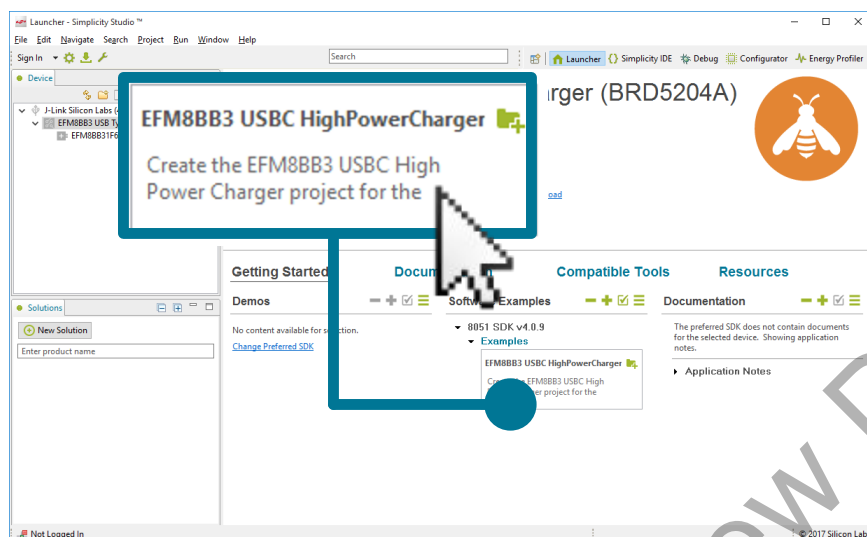 Launcher - Simplicity Studio ™
File Edit Navigate Search Project Run Window Help
Sign In
Search
Launcher {} Simplicity IDE Debug Configurator Energy Profiler
Device
J-Link Silicon Labs (
EFM8BB3 USB Ty
EFM8BB31F6
rger (BRD5204A)
EFM8BB3 USBC HighPowerCharger
Create the EFM8BB3 USBC High
Power Charger project for the
oad
Getting Started
Docum
Compatible Tools
Resources
Demos
Softw Examples
Documentation
No content available for s ction.
Change Preferred SDK
8051 SDK v4.0.9
Examples
EFM8BB3 USBC HighPowerCharger
Cre e EFM8BB3 USBC High
er project for the
The preferred SDK does not contain documents
for the selected device. Showing application
notes.
Application Notes
Solutions
New Solution
Enter product name
Not Logged In
© 2017 Silicon Lab